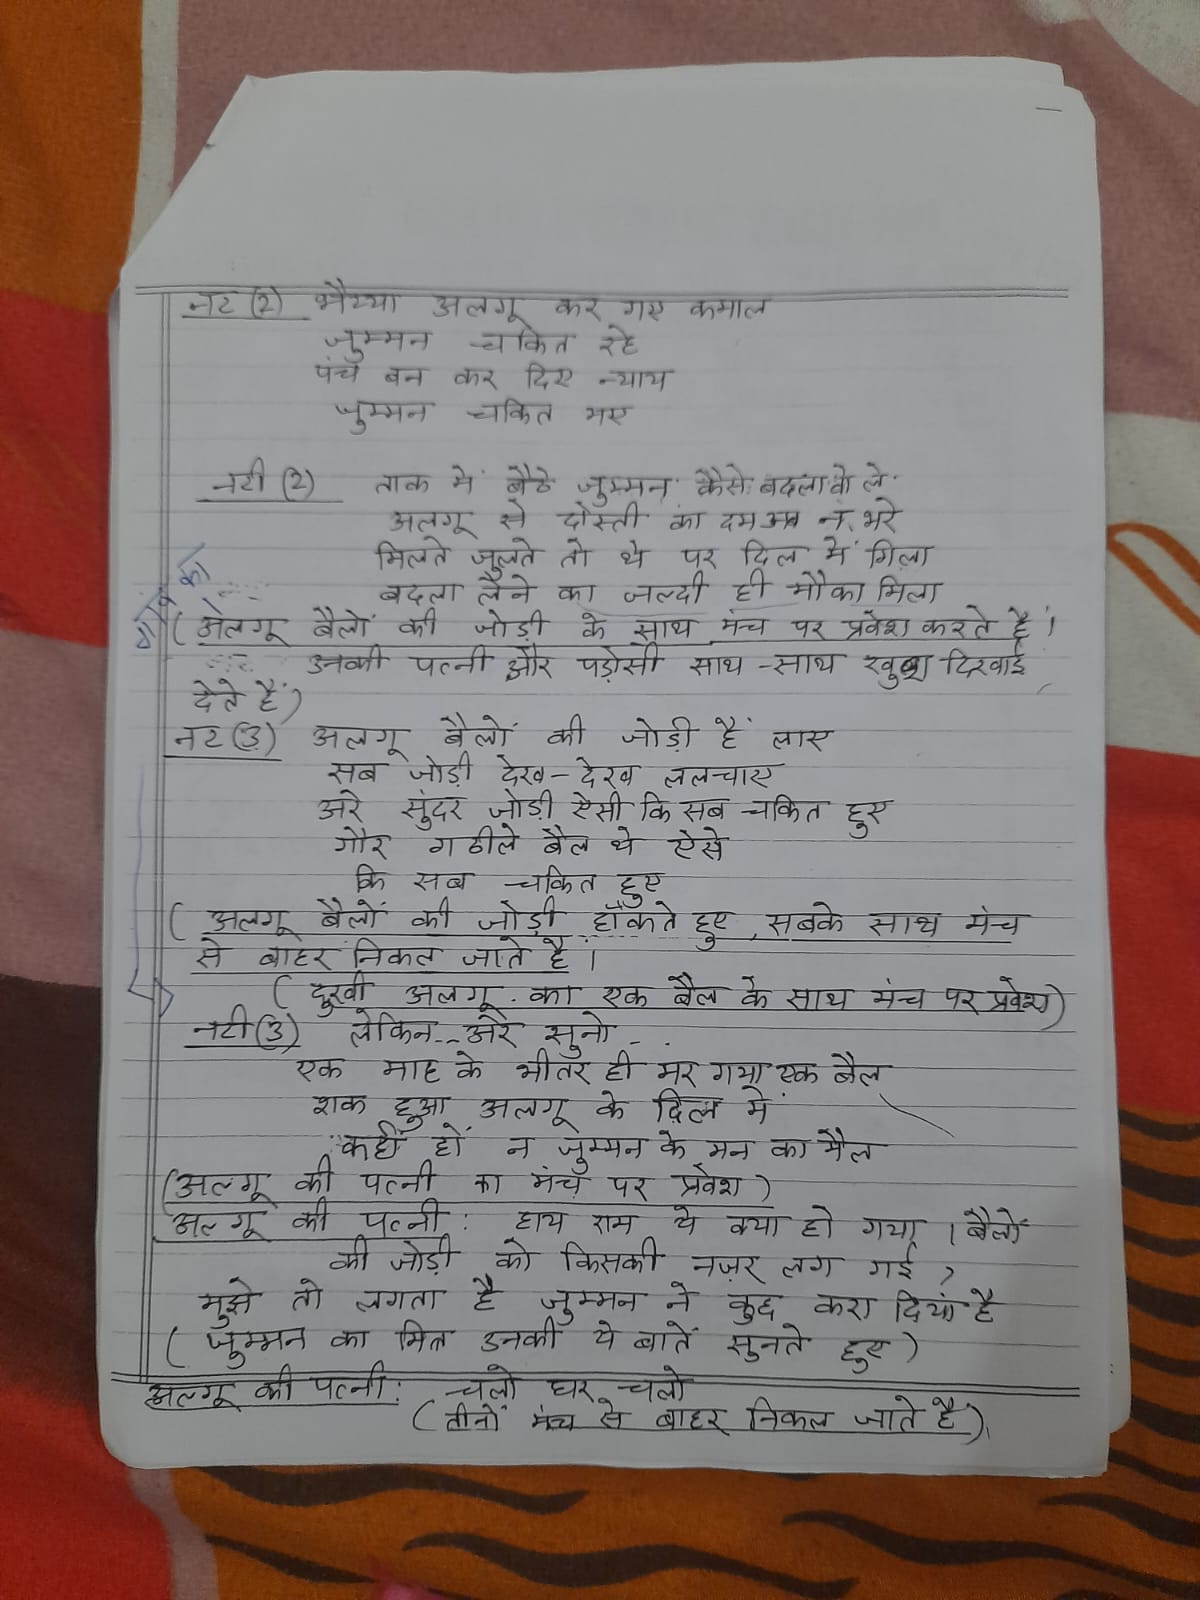 नट (2) भैय्या अलगू कर गए कमाल
जुम्मन चकित रहे
पंच बन कर दिए न्याय
जुम्मन चकित भए
नटी (2) ताक में बैठे जुम्मन कैसे बदला वो ले
अलगू से दोस्ती का दम अब न भरे
मिलते जुलते तो थे पर दिल में गिला
बदला लेने का जल्दी ही मौका मिला
(अलगू बैलों की जोड़ी के साथ मंच पर प्रवेश करते हैं।
उनकी पत्नी और पड़ोसी साथ-साथ खुश दिखाई
देते हैं)
नट (3) अलगू बैलों की जोड़ी हैं लाए
सब जोड़ी देख-देख ललचाए
अरे सुंदर जोड़ी ऐसी कि सब चकित हुए
गौर गठीले बैल थे ऐसे
कि सब चकित हुए
( अलगू बैलों की जोड़ी हाँकते हुए, सबके साथ मंच
से बाहर निकल जाते हैं।
( दुखी अलगू का एक बैल के साथ मंच पर प्रवेश)
नटी (3) लेकिन.. अरे सुनो..
एक माह के भीतर ही मर गया एक बैल
शक हुआ अलगू के दिल में
कहीं हों न जुम्मन के मन का मैल
(अलगू की पत्नी का मंच पर प्रवेश)
अलगू की पत्नी: हाय राम ये क्या हो गया। बैलों
की जोड़ी को किसकी नज़र लग गई,
मुझे तो लगता है जुम्मन ने कुछ करा दिया है
( जुम्मन का मित्र उनकी ये बातें सुनते हुए)
अलगू की पत्नी: चलो घर चलो
(तीनों मंच से बाहर निकल जाते हैं)